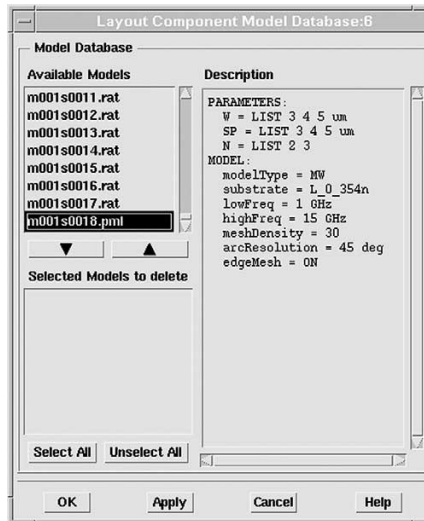 Layout Component Model Database:6
Model Database
Available Models
m001s0011.rat
m001s0012.rat
m001s0013.rat
m001s0014.rat
m001s0015.rat
m001s0016.rat
m001s0017.rat
m001s0018.pml
Selected Models to delete
Select All Unselect All
Description
PARAMETERS:
W = LIST 3 4 5 um
SP = LIST 3 4 5 um
N = LIST 2 3
MODEL:
modelType = MW
substrate = L_0_354n
lowFreq = 1 GHz
highFreq = 15 GHz
meshDensity = 30
arcResolution = 45 deg
edgeMesh = ON
OK Apply Cancel Help